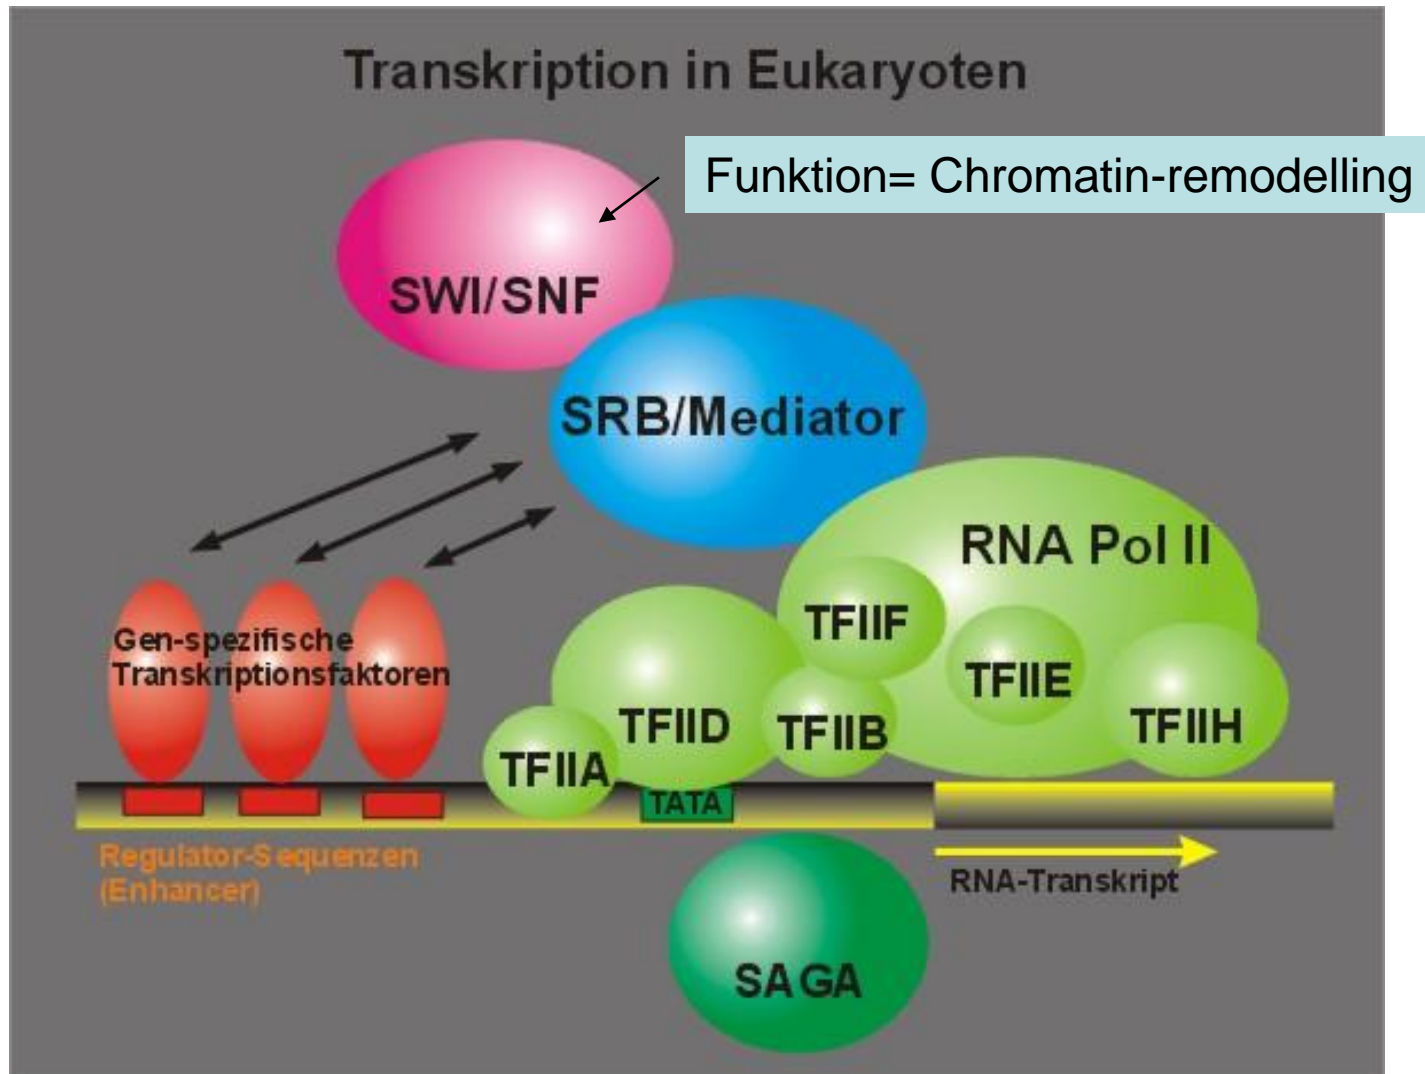 Transkription in Eukaryoten
Funktion= Chromatin-remodelling
SWI/SNF
SRB/Mediator
RNA Pol II
TFIIF
Gen-spezifische
Transkriptionsfaktoren
TFIIE
TFIID
TFIIB
TFIIH
TFIIA
TATA
Regulator-Sequenzen
(Enhancer)
RNA-Transkript
SAGA